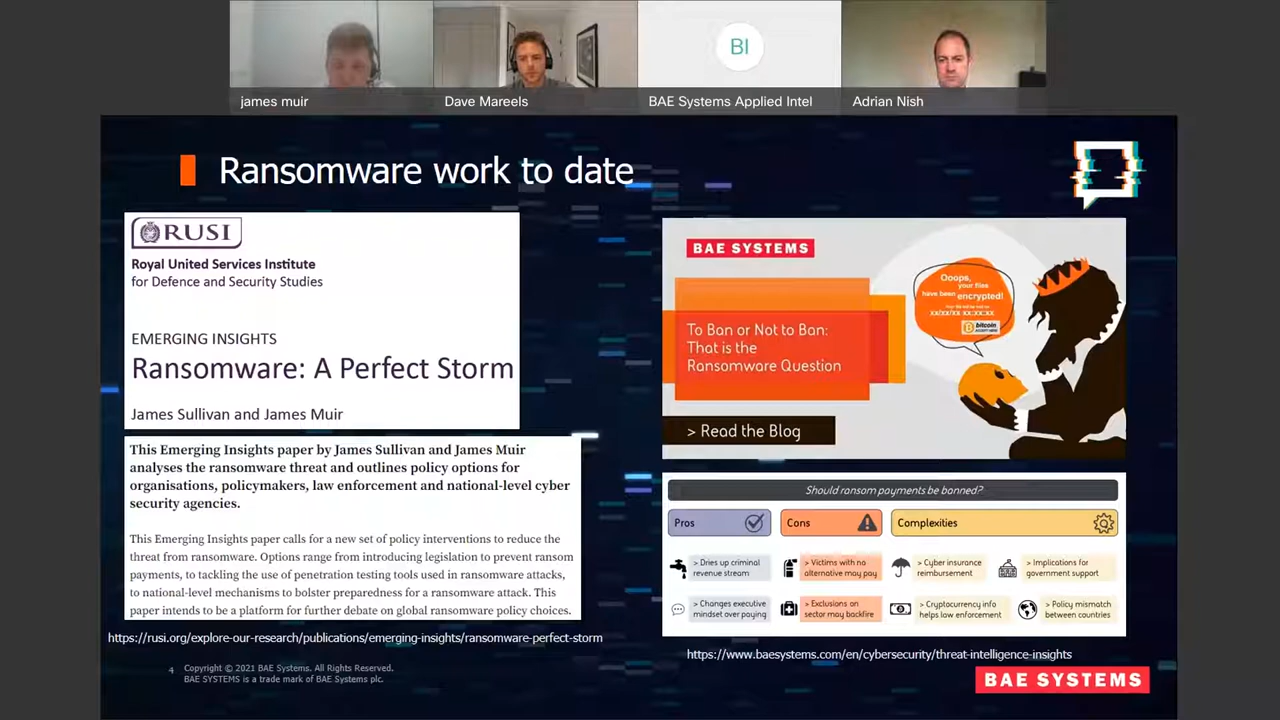 BI
james muir
Dave Mareels
BAE Systems Applied Intel
Adrian Nish
Ransomware work to date
RUSI
Royal United Services Institute
for Defence and Security Studies
EMERGING INSIGHTS
Ransomware: A Perfect Storm
James Sullivan and James Muir
This Emerging Insights paper by James Sullivan and James Muir
analyses the ransomware threat and outlines policy options for
organisations, policymakers, law enforcement and national-level cyber
security agencies.
This Emerging Insights paper calls for a new set of policy interventions to reduce the
threat from ransomware. Options range from introducing legislation to prevent ransom
payments, to tackling the use of penetration testing tools used in ransomware attacks,
to national-level mechanisms to bolster preparedness for a ransomware attack. This
paper intends to be a platform for further debate on global ransomware policy choices.
https://rusi.org/explore-our-research/publications/emerging-insights/ransomware-perfect-storm
BAE SYSTEMS
To Ban or Not to Ban:
That is the
Ransomware Question
> Read the Blog
Ooops,
your files
have been encrypted!
xx/xx/xx xx:xx:xx
bitcoin
Should ransom payments be banned?
Pros
Cons
Complexities
> Dries up criminal
revenue stream
> Victims with no
alternative may pay
> Cyber insurance
reimbursement
> Implications for
government support
> Changes executive
mindset over paying
> Exclusions on
sector may backfire
> Cryptocurrency info
helps law enforcement
> Policy mismatch
between countries
https://www.baesystems.com/en/cybersecurity/threat-intelligence-insights
4
Copyright © 2021 BAE Systems. All Rights Reserved.
BAE SYSTEMS is a trade mark of BAE Systems plc.
BAE SYSTEMS